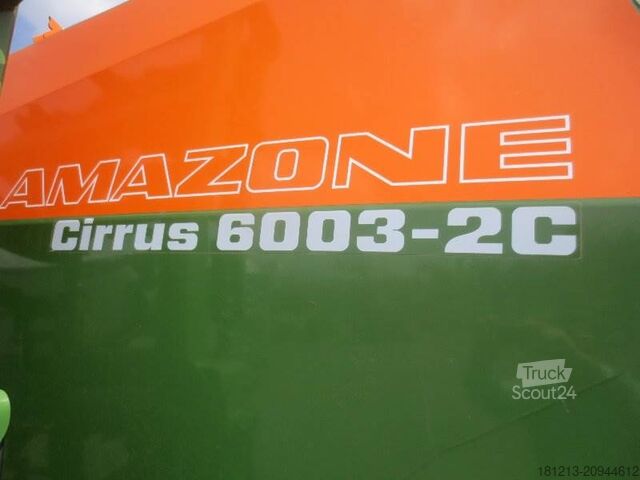 AMAZONE
Cirrus 6003-2C
Truck
Scout24
181213-20944612